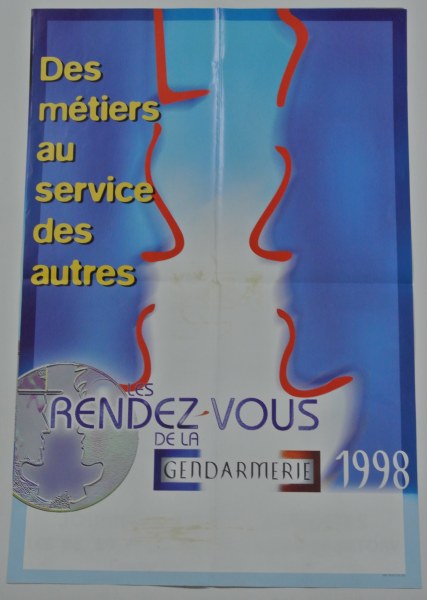 Des
métiers
au
service
des
autres
LES
RENDEZ-VOUS
DE LA
GENDARMERIE 1998